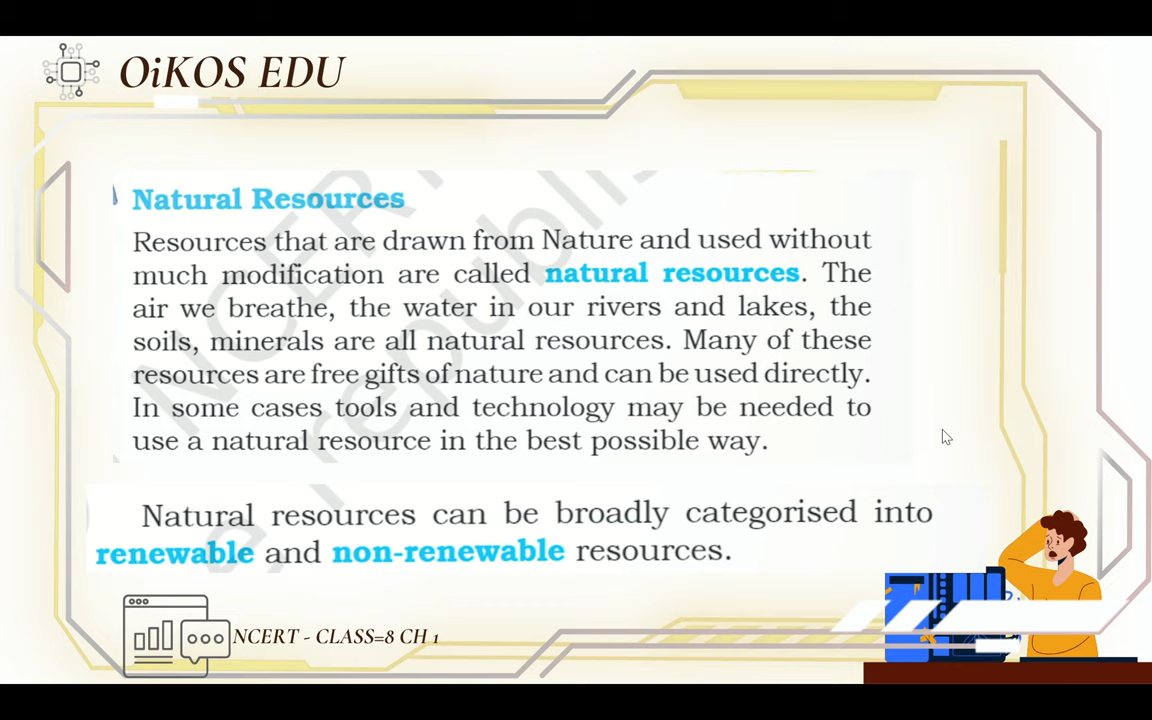 OiKOS EDU
Natural Resources
Resources that are drawn from Nature and used without
much modification are called natural resources. The
air we breathe, the water in our rivers and lakes, the
soils, minerals are all natural resources. Many of these
resources are free gifts of nature and can be used directly.
In some cases tools and technology may be needed to
use a natural resource in the best possible way.
Natural resources can be broadly categorised into
renewable and non-renewable resources.
NCERT - CLASS=8 CH 1